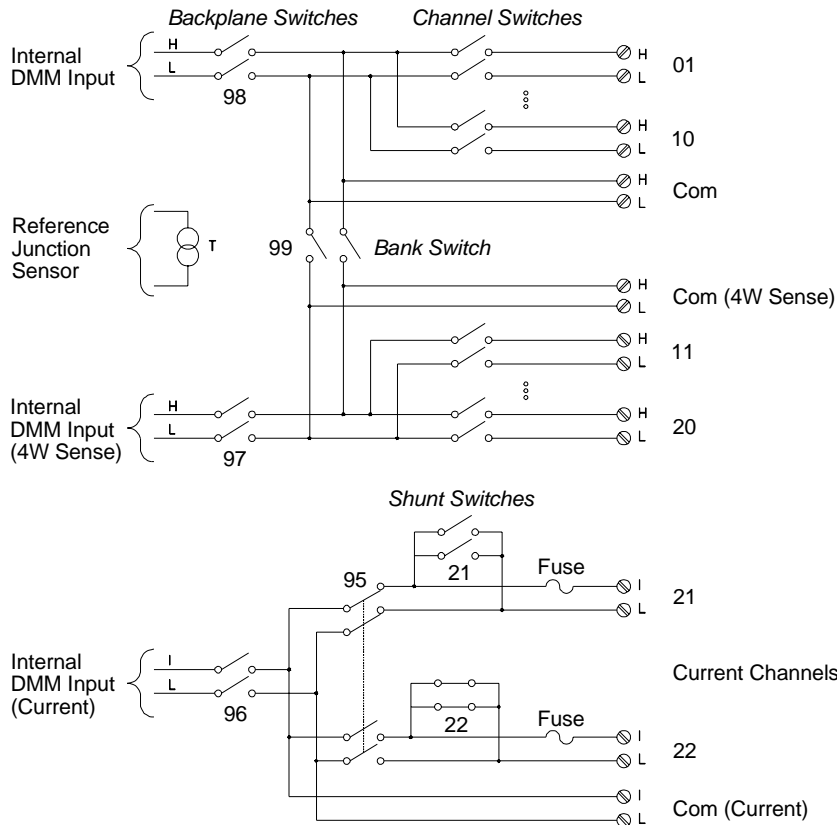 Backplane Switches
Channel Switches
Internal
DMM Input
H
L
98
H
L
01
H
L
10
H
L
Com
Reference
Junction
Sensor
T
99
Bank Switch
H
L
Com (4W Sense)
H
L
11
Internal
DMM Input
(4W Sense)
H
L
97
H
L
20
Shunt Switches
95
21
Fuse
I
L
21
Internal
DMM Input
(Current)
I
L
96
Current Channels
22
Fuse
I
L
22
I
L
Com (Current)